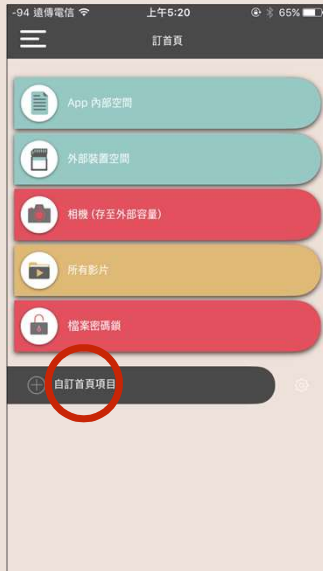 -94 遠傳電信 上午5:20 65%
訂首頁
App 內部空間
外部裝置空間
相機 (存至外部容量)
所有影片
檔案密碼鎖
自訂首頁項目